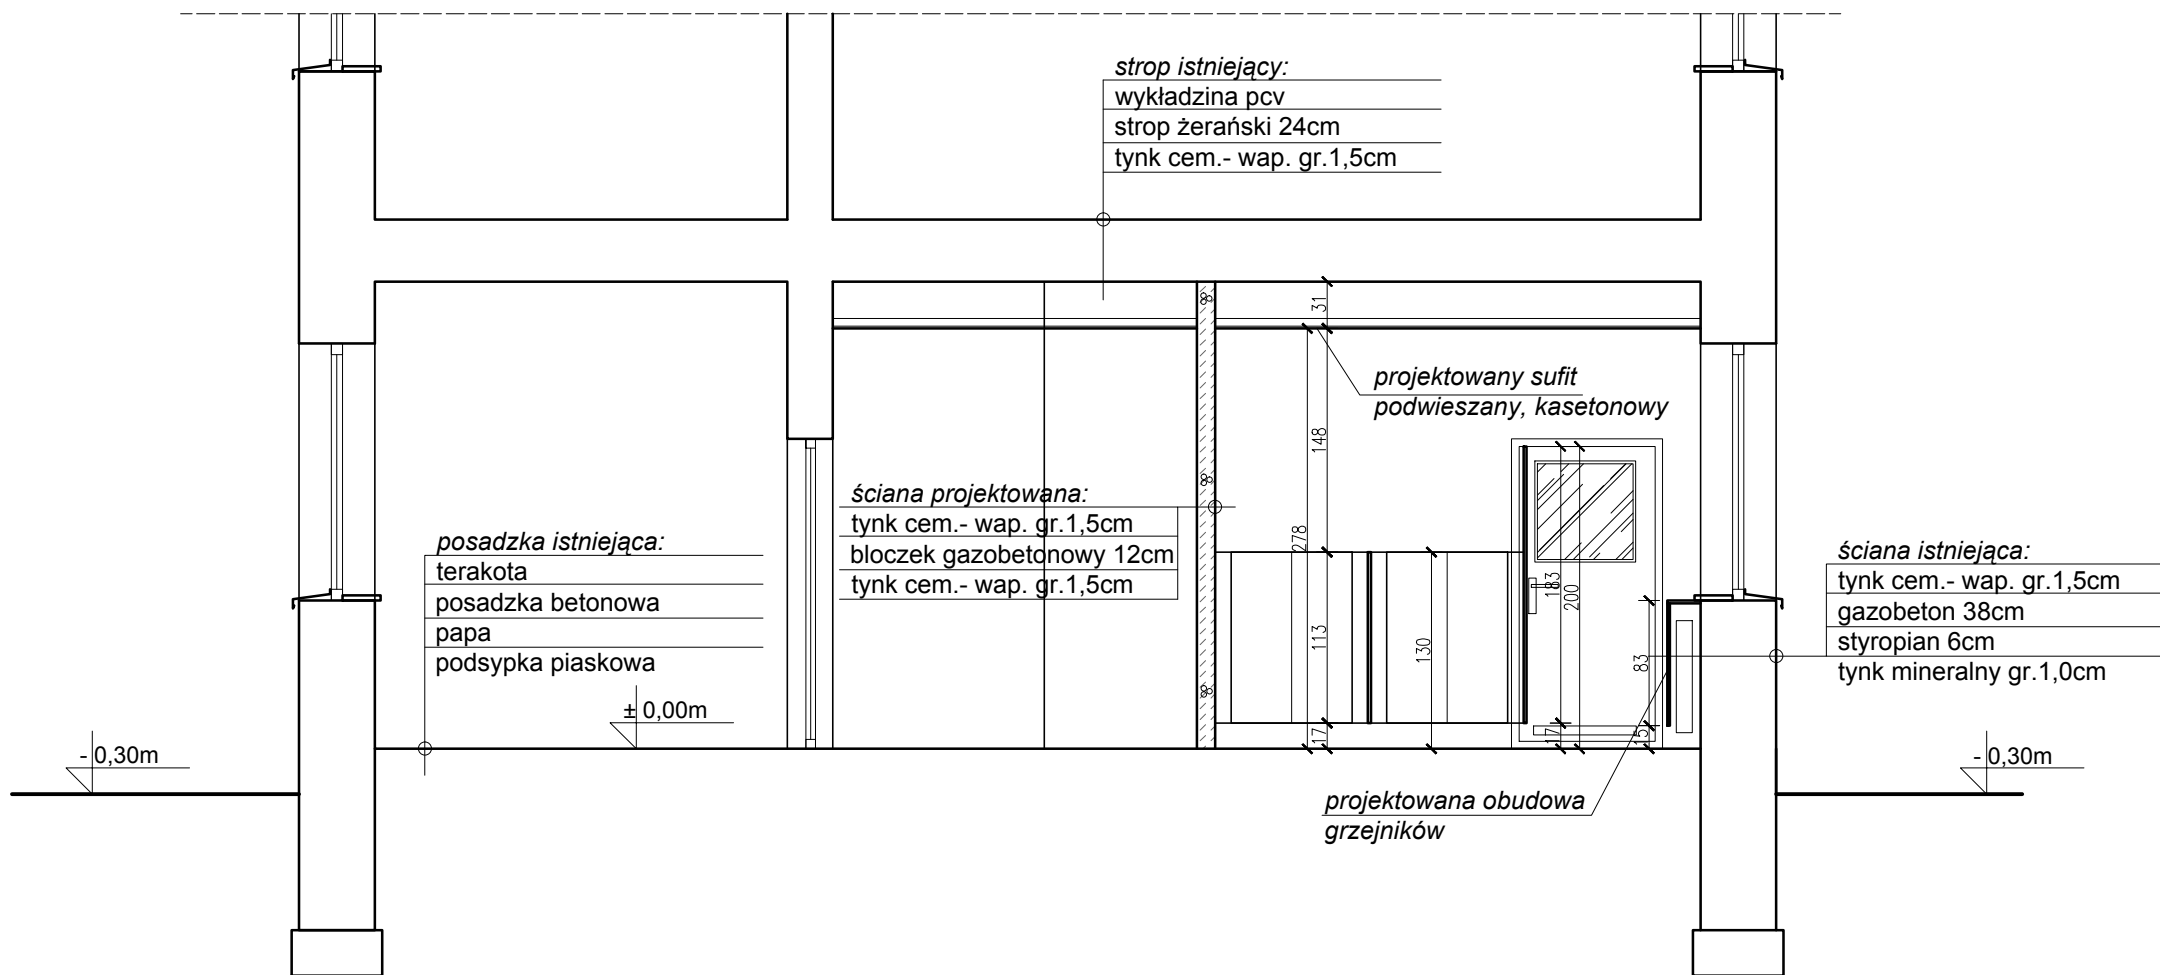 strop istniejący:
wykładzina pcv
strop żerański 24cm
tynk cem.- wap. gr.1,5cm
31
projektowany sufit
podwieszany, kasetonowy
148
278
113
17
130
183
17
200
83
15
ściana projektowana:
tynk cem.- wap. gr.1,5cm
bloczek gazobetonowy 12cm
tynk cem.- wap. gr.1,5cm
posadzka istniejąca:
terakota
posadzka betonowa
papa
podsypka piaskowa
ściana istniejąca:
tynk cem.- wap. gr.1,5cm
gazobeton 38cm
styropian 6cm
tynk mineralny gr.1,0cm
± 0,00m
- 0,30m
- 0,30m
projektowana obudowa
grzejników